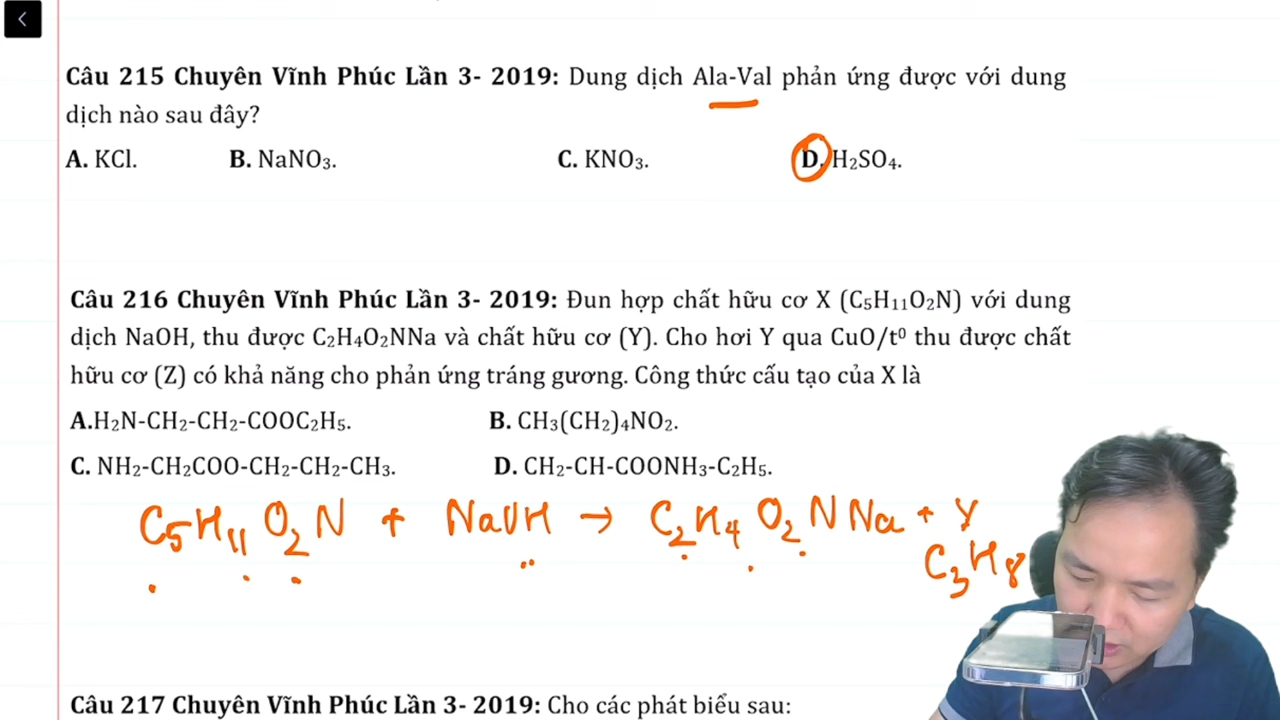 Câu 215 Chuyên Vĩnh Phúc Lần 3- 2019: Dung dịch Ala-Val phản ứng được với dung
dịch nào sau đây?
A. KCl. B. NaNO₃. C. KNO₃. D. H₂SO₄.
Câu 216 Chuyên Vĩnh Phúc Lần 3- 2019: Đun hợp chất hữu cơ X (C₅H₁₁O₂N) với dung
dịch NaOH, thu được C₂H₄O₂NNa và chất hữu cơ (Y). Cho hơi Y qua CuO/t⁰ thu được chất
hữu cơ (Z) có khả năng cho phản ứng tráng gương. Công thức cấu tạo của X là
A.H₂N-CH₂-CH₂-COOC₂H₅. B. CH₃(CH₂)₄NO₂.
C. NH₂-CH₂COO-CH₂-CH₂-CH₃. D. CH₂-CH-COONH₃-C₂H₅.
C₅H₁₁O₂N + NaOH → C₂H₄O₂NNa + Y
C₃H₈
Câu 217 Chuyên Vĩnh Phúc Lần 3- 2019: Cho các phát biểu sau: